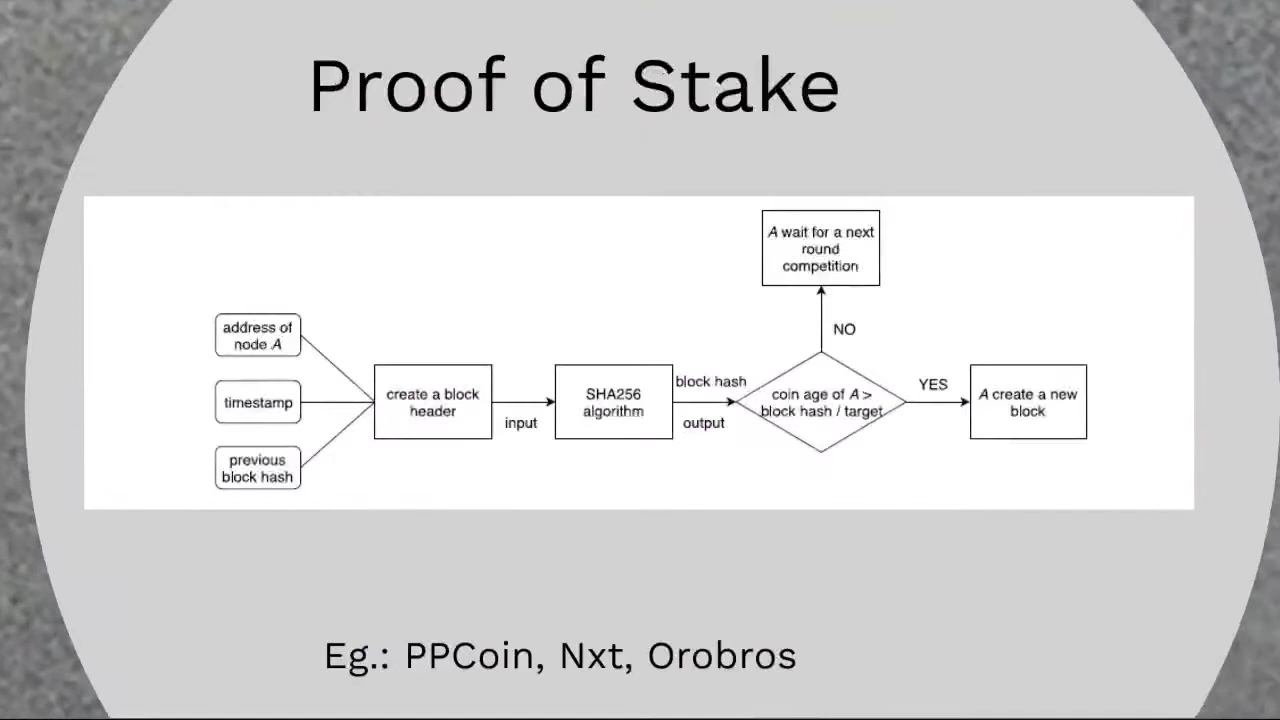 Proof of Stake
A wait for a next
round
competition
NO
address of
node A
timestamp
previous
block hash
create a block
header
input
SHA256
algorithm
block hash
output
coin age of A >
block hash / target
YES
A create a new
block
Eg.: PPCoin, Nxt, Orobros